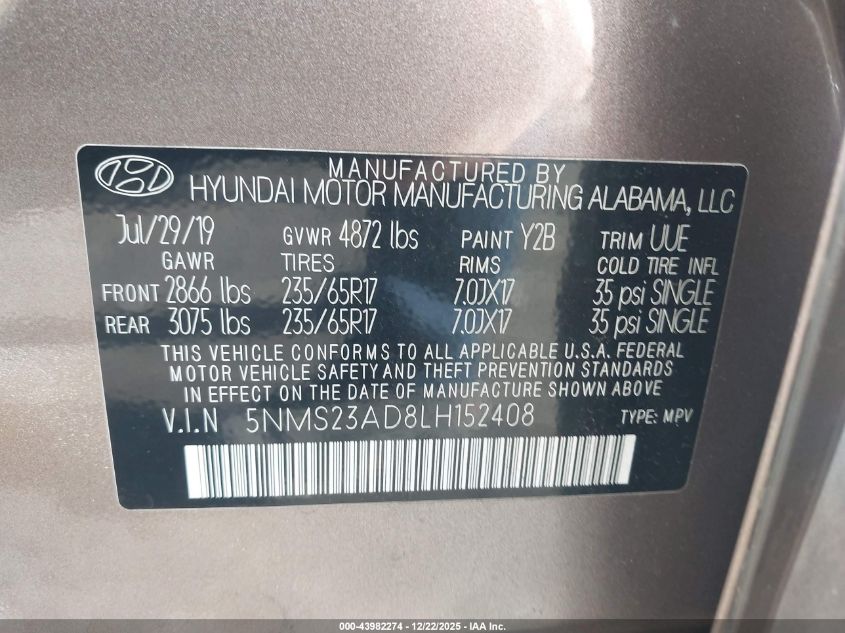 MANUFACTURED BY
HYUNDAI MOTOR MANUFACTURING ALABAMA, LLC
Jul/29/19 GVWR 4872 lbs PAINT Y2B TRIM UUE
GAWR TIRES RIMS COLD TIRE INFL
FRONT 2866 lbs 235/65R17 7.0JX17 35 psi SINGLE
REAR 3075 lbs 235/65R17 7.0JX17 35 psi SINGLE
THIS VEHICLE CONFORMS TO ALL APPLICABLE U.S.A. FEDERAL
MOTOR VEHICLE SAFETY AND THEFT PREVENTION STANDARDS
IN EFFECT ON THE DATE OF MANUFACTURE SHOWN ABOVE
V.I.N 5NMS23AD8LH152408 TYPE: MPV
000-43982274 - 12/22/2025 - IAA Inc.